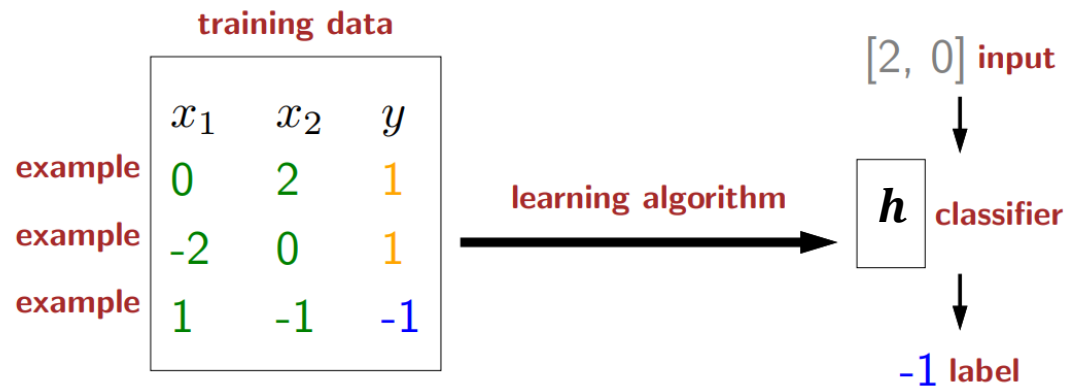 training data
x₁ x₂ y
example 0 2 1
example -2 0 1
example 1 -1 -1
learning algorithm
[2, 0] input
h classifier
-1 label